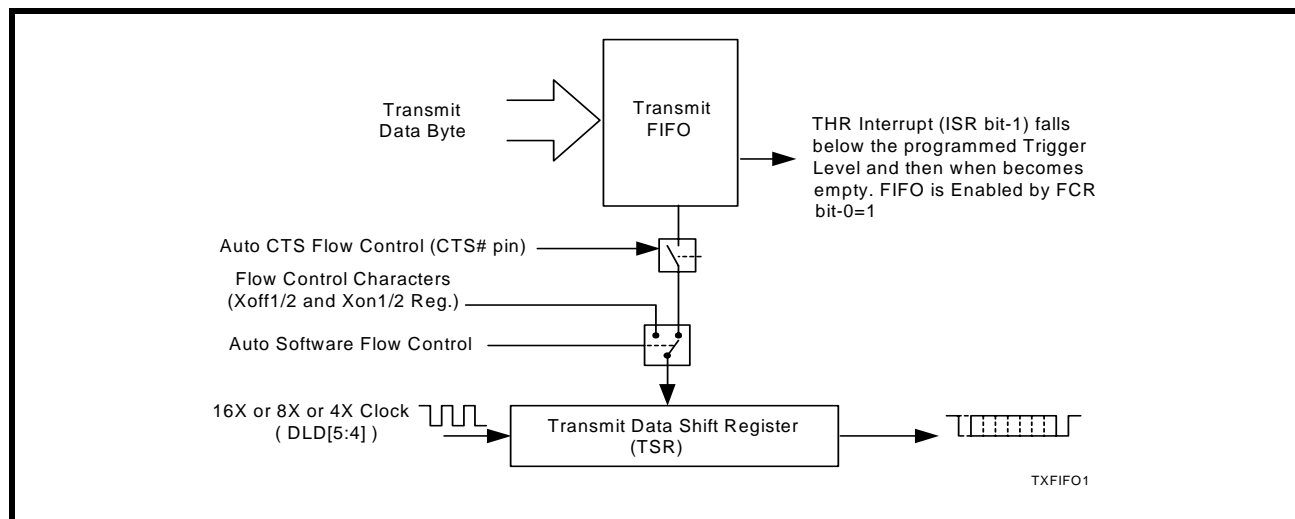 Transmit
Data Byte
Transmit
FIFO
THR Interrupt (ISR bit-1) falls
below the programmed Trigger
Level and then when becomes
empty. FIFO is Enabled by FCR
bit-0=1
Auto CTS Flow Control (CTS# pin)
Flow Control Characters
(Xoff1/2 and Xon1/2 Reg.)
Auto Software Flow Control
16X or 8X or 4X Clock
( DLD[5:4] )
Transmit Data Shift Register
(TSR)
TXFIFO1